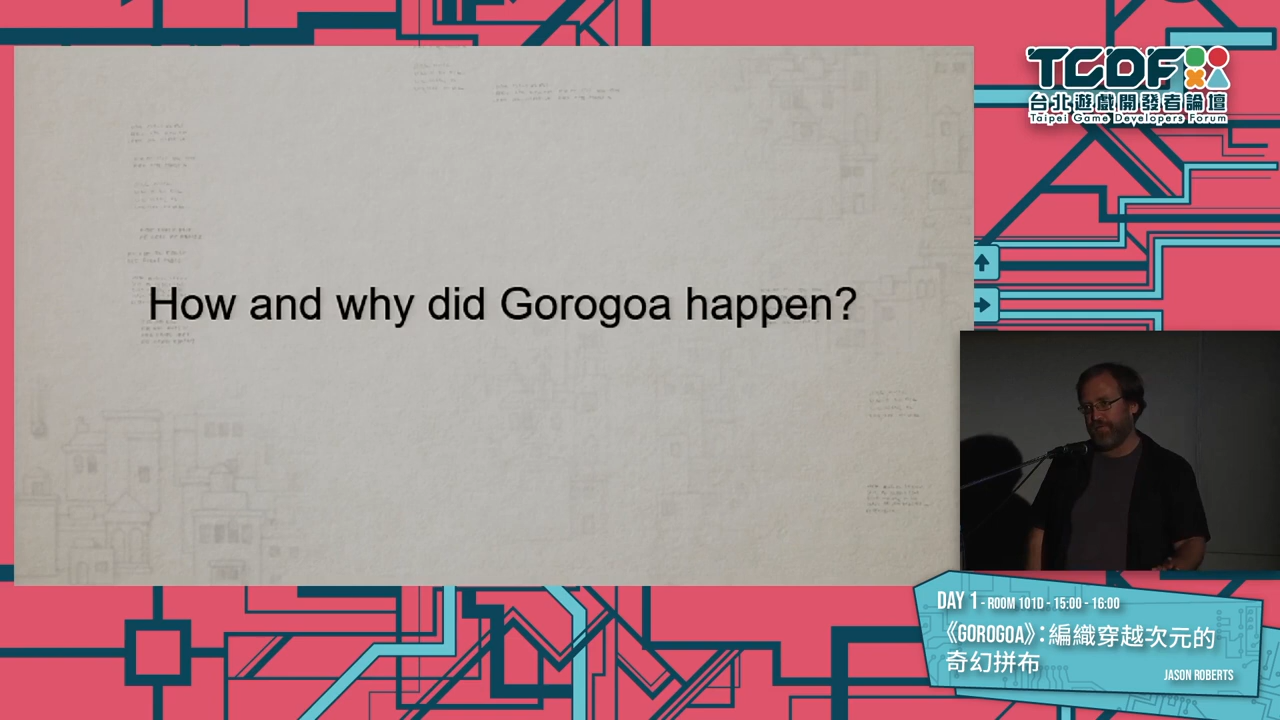 TGDF
台北遊戲開發者論壇
Taipei Game Developers Forum
How and why did Gorogoa happen?
DAY 1 - ROOM 101D - 15:00 - 16:00
《GOROGOA》：編織穿越次元的
奇幻拼布
JASON ROBERTS